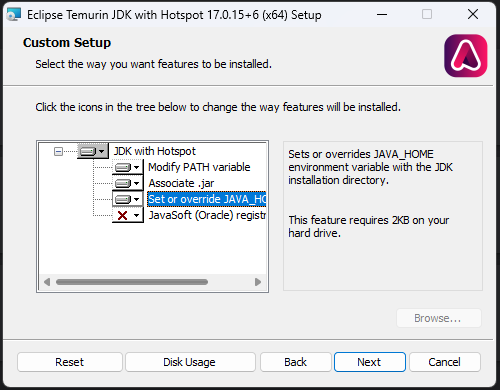 Eclipse Temurin JDK with Hotspot 17.0.15+6 (x64) Setup
Custom Setup
Select the way you want features to be installed.
Click the icons in the tree below to change the way features will be installed.
JDK with Hotspot
Modify PATH variable
Associate .jar
Set or override JAVA_HO
JavaSoft (Oracle) registr
Sets or overrides JAVA_HOME
environment variable with the JDK
installation directory.
This feature requires 2KB on your
hard drive.
Browse...
Reset
Disk Usage
Back
Next
Cancel